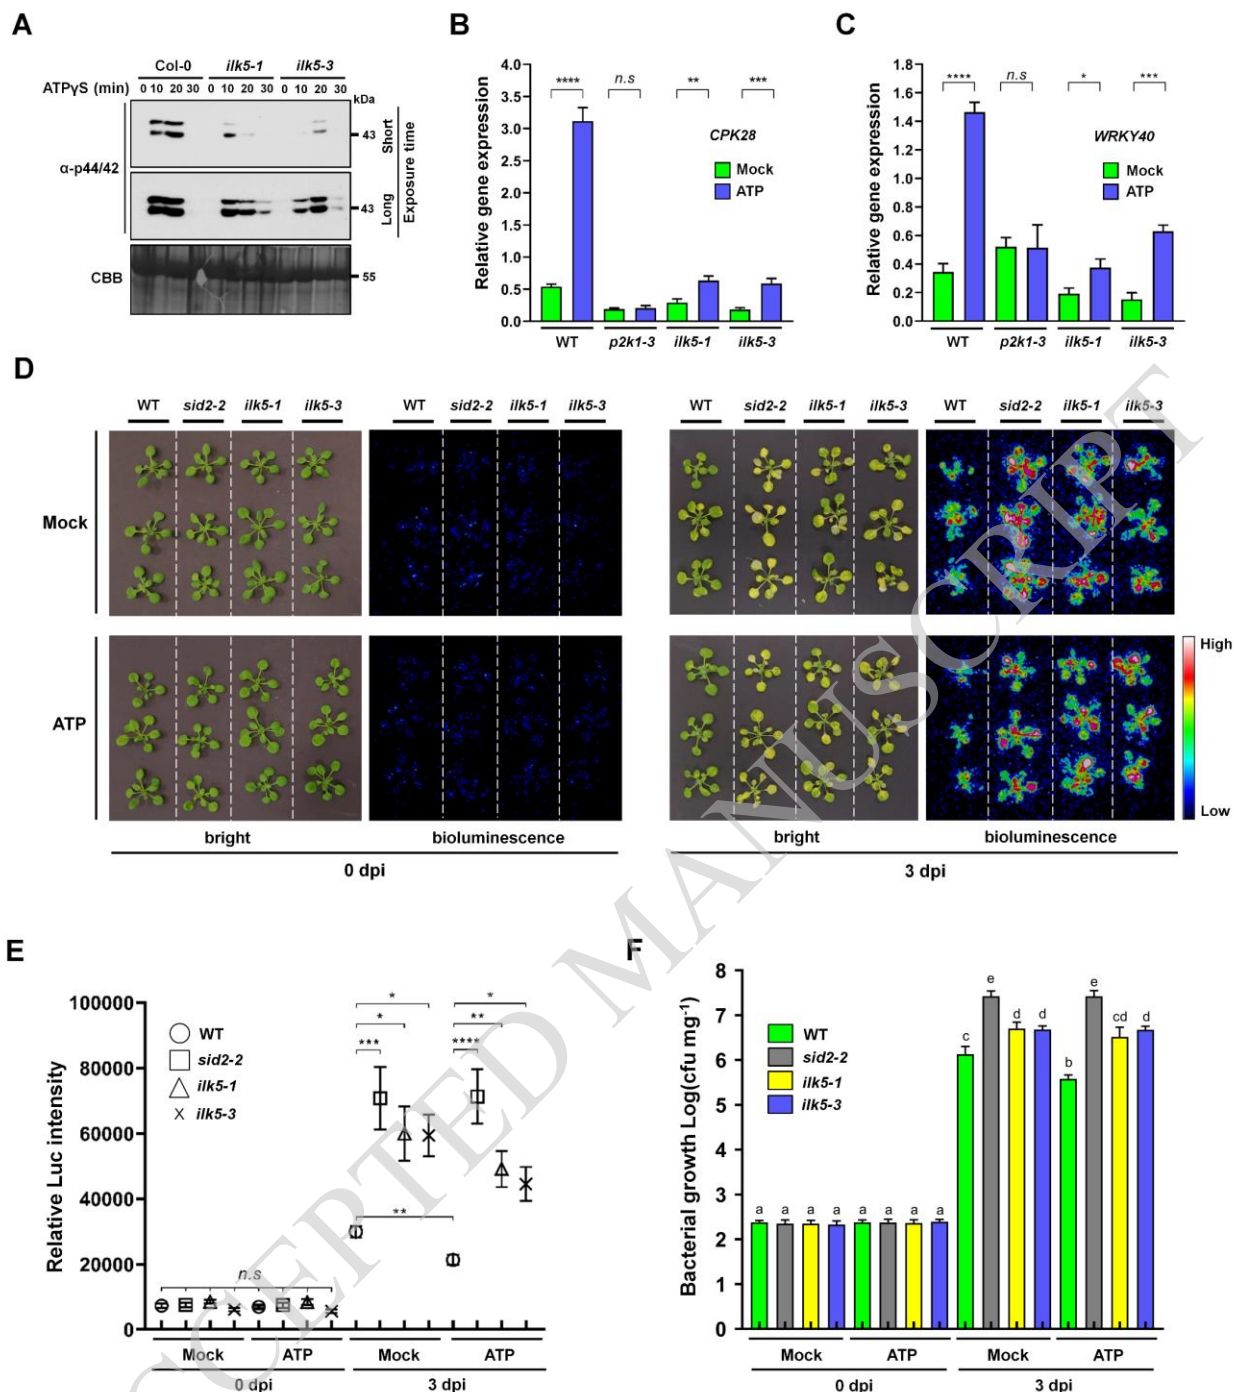 A
Col-0 ilk5-1 ilk5-3
ATPγS (min) 0 10 20 30 0 10 20 30 0 10 20 30
kDa
α-p44/42
43
Short
43
Long
Exposure time
CBB
55
B
Relative gene expression
4.0
3.5
3.0
2.5
2.0
1.5
1.0
0.5
0.0
**** n.s ** ***
CPK28
Mock
ATP
WT p2k1-3 ilk5-1 ilk5-3
C
Relative gene expression
1.8
1.6
1.4
1.2
1.0
0.8
0.6
0.4
0.2
0.0
**** n.s * ***
WRKY40
Mock
ATP
WT p2k1-3 ilk5-1 ilk5-3
D
WT sid2-2 ilk5-1 ilk5-3 WT sid2-2 ilk5-1 ilk5-3 WT sid2-2 ilk5-1 ilk5-3 WT sid2-2 ilk5-1 ilk5-3
Mock
ATP
High
Low
bright bioluminescence bright bioluminescence
0 dpi 3 dpi
E
Relative Luc intensity
100000
80000
60000
40000
20000
0
WT
sid2-2
ilk5-1
ilk5-3
n.s
* * *** * ** ****
**
Mock ATP Mock ATP
0 dpi 3 dpi
F
Bacterial growth Log(cfu mg-1)
8
7
6
5
4
3
2
1
0
WT
sid2-2
ilk5-1
ilk5-3
a a a a a a a a c e d d b e cd d
Mock ATP Mock ATP
0 dpi 3 dpi
CCEPTED MANUSCRIPT